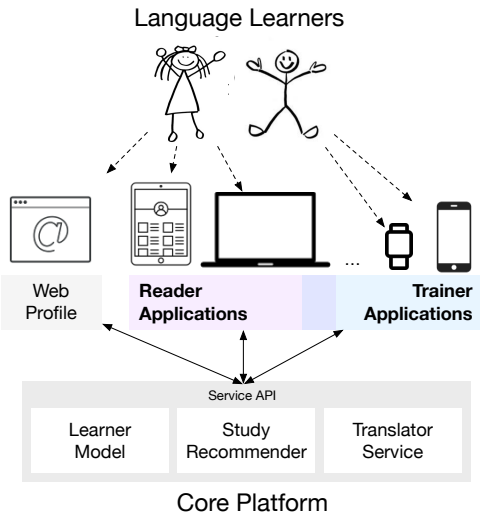 Language Learners
@
...
Web
Profile
Reader
Applications
Trainer
Applications
Service API
Learner
Model
Study
Recommender
Translator
Service
Core Platform